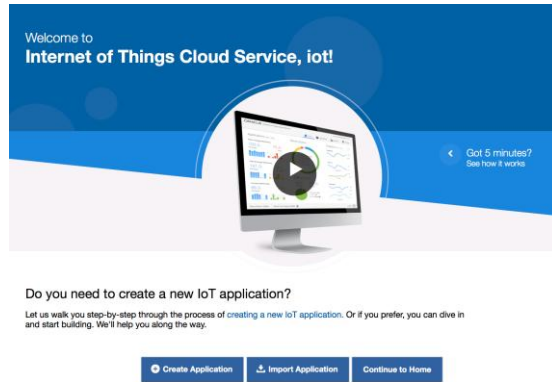 Welcome to
Internet of Things Cloud Service, iot!
Got 5 minutes?
See how it works
Do you need to create a new IoT application?
Let us walk you step-by-step through the process of creating a new IoT application. Or if you prefer, you can dive in
and start building. We'll help you along the way.
Create Application
Import Application
Continue to Home